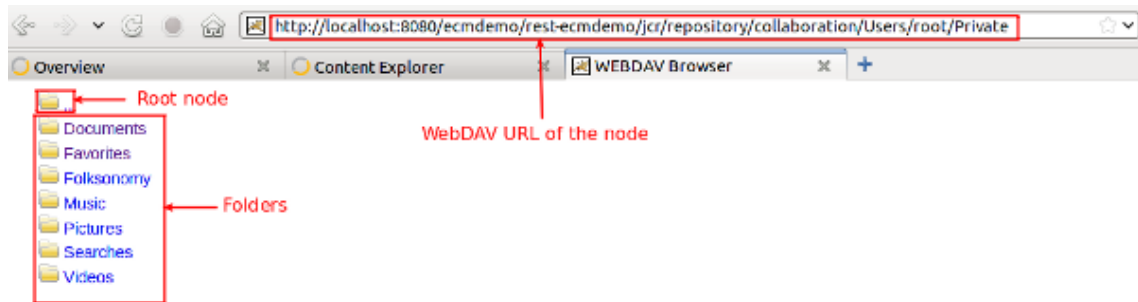 http://localhost:8080/ecmdemo/rest-ecmdemo/jcr/repository/collaboration/Users/root/Private
Overview Content Explorer WEBDAV Browser
.. Root node
Documents
WebDAV URL of the node
Favorites
Folksonomy
Music
Folders
Pictures
Searches
Videos